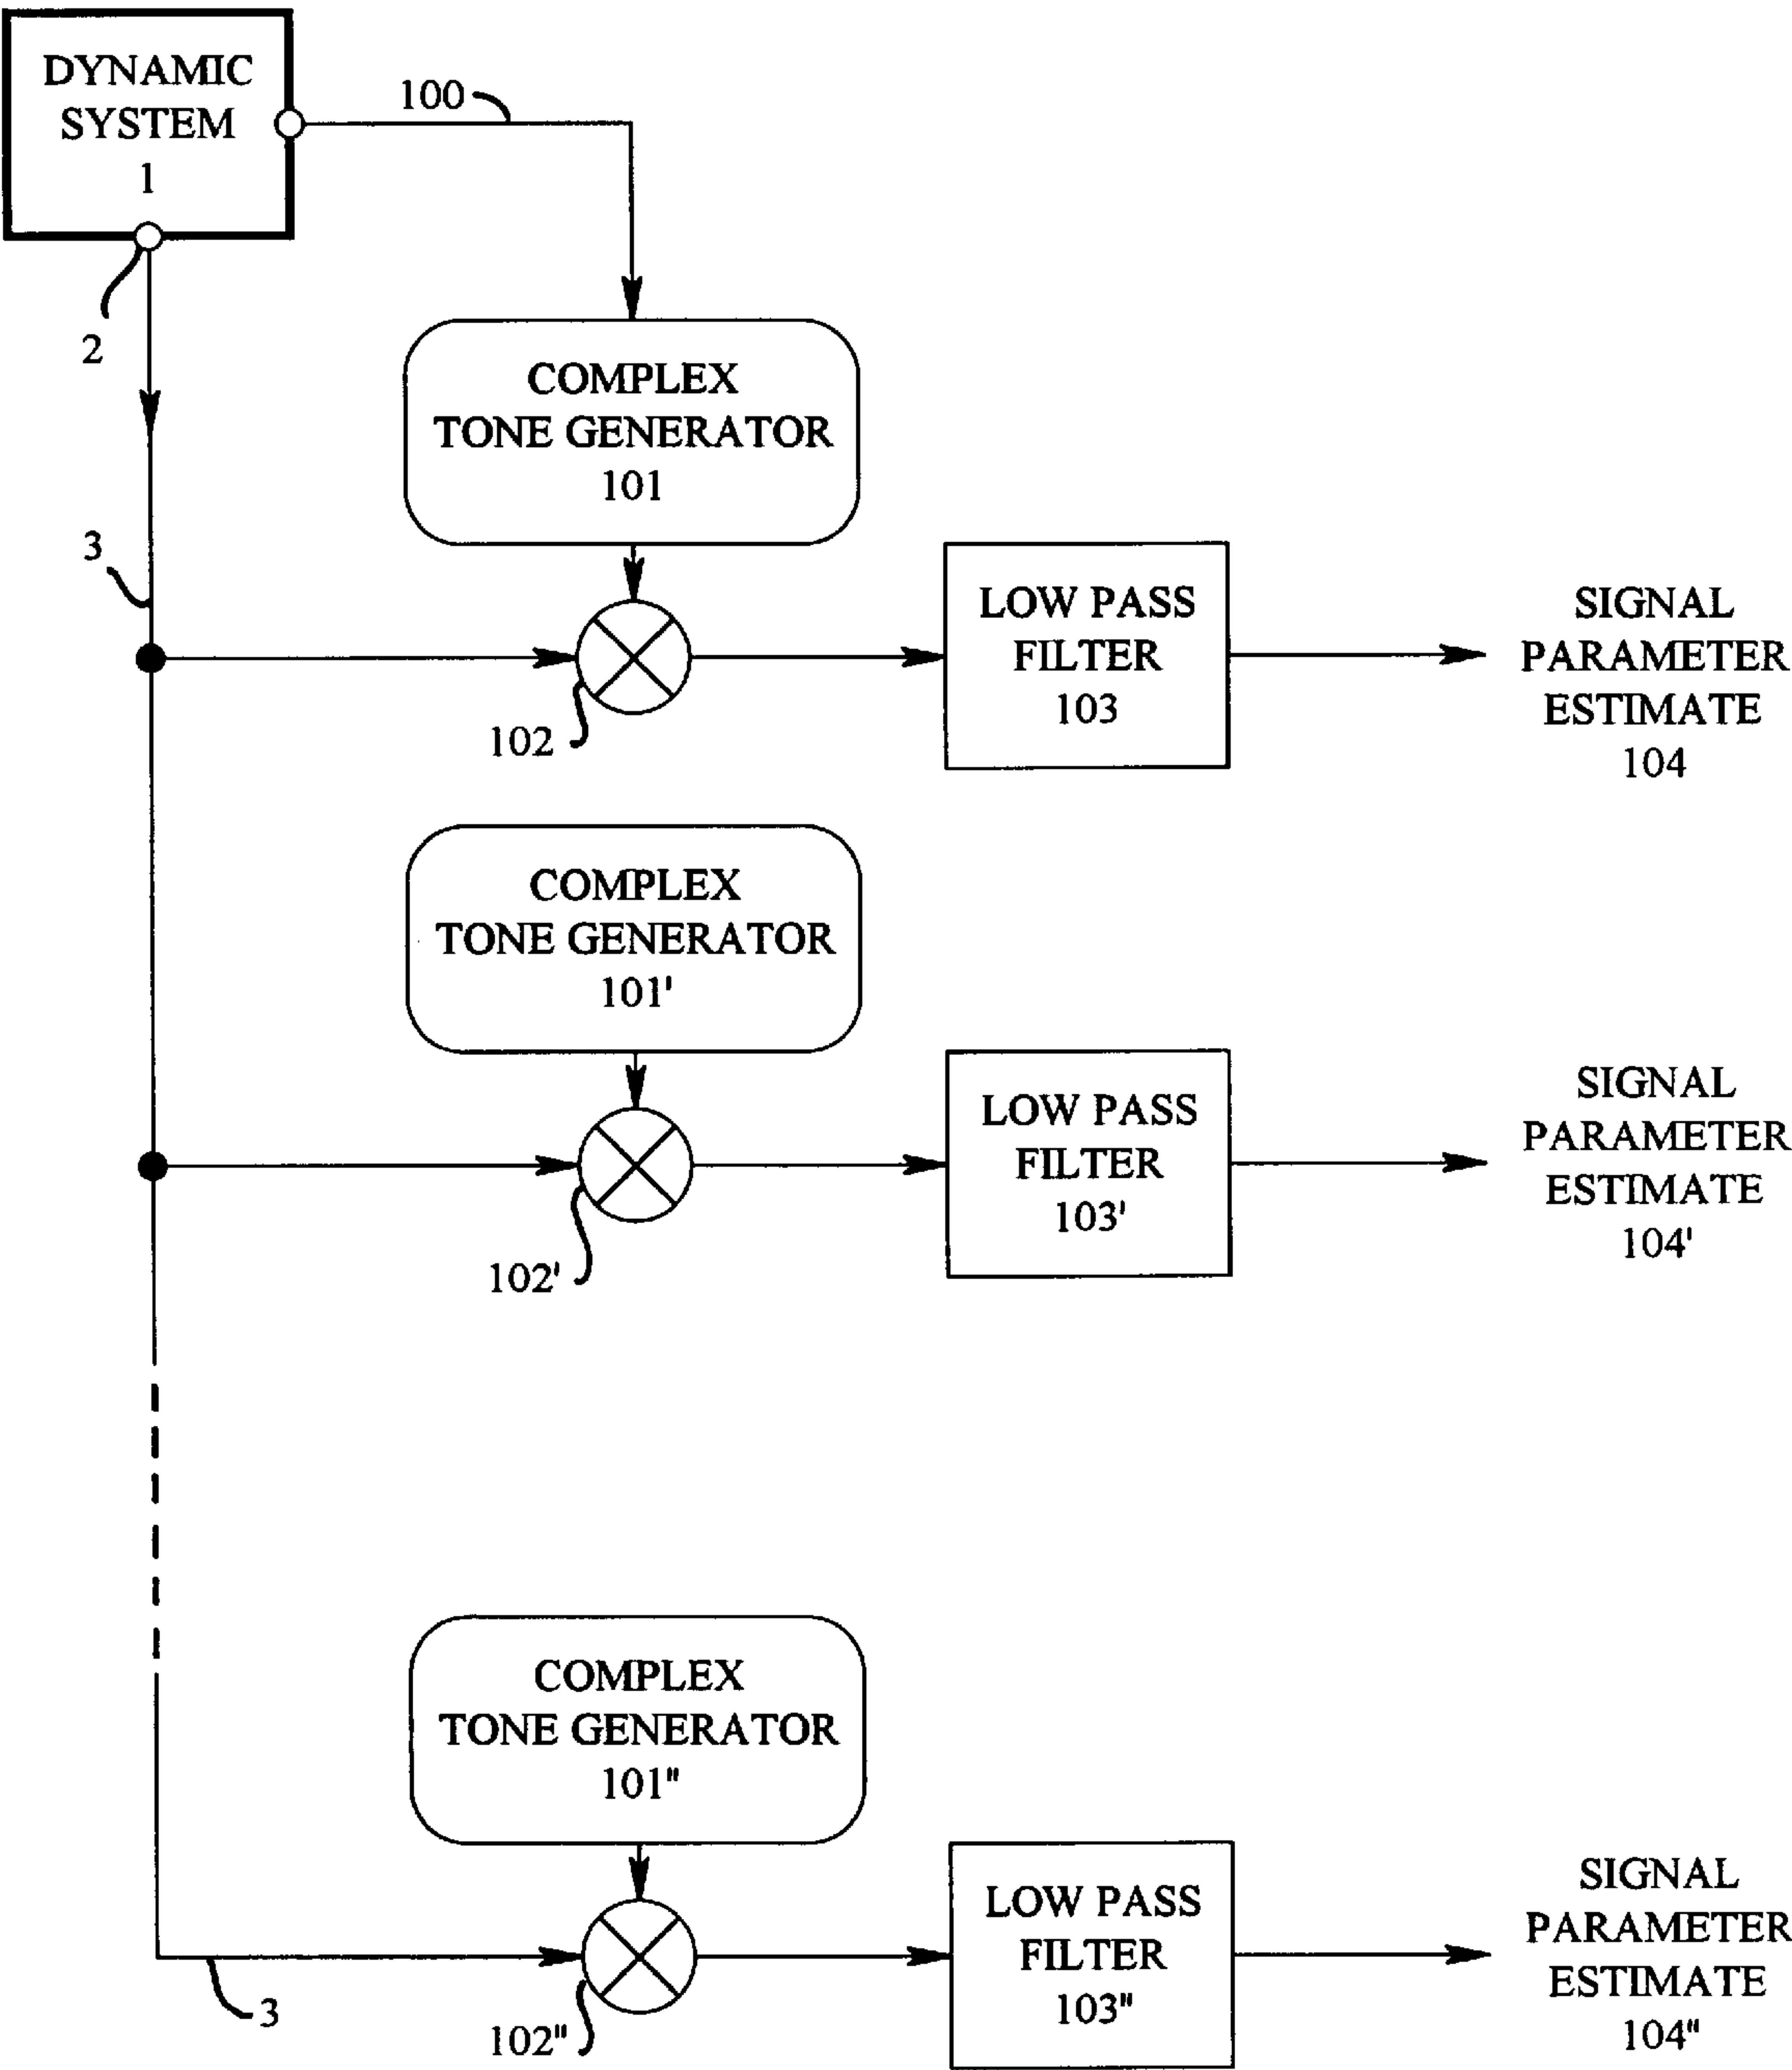 DYNAMIC
SYSTEM
1
100
2
3
COMPLEX
TONE GENERATOR
101
102
LOW PASS
FILTER
103
SIGNAL
PARAMETER
ESTIMATE
104
COMPLEX
TONE GENERATOR
101'
102'
LOW PASS
FILTER
103'
SIGNAL
PARAMETER
ESTIMATE
104'
COMPLEX
TONE GENERATOR
101"
3
102"
LOW PASS
FILTER
103"
SIGNAL
PARAMETER
ESTIMATE
104"